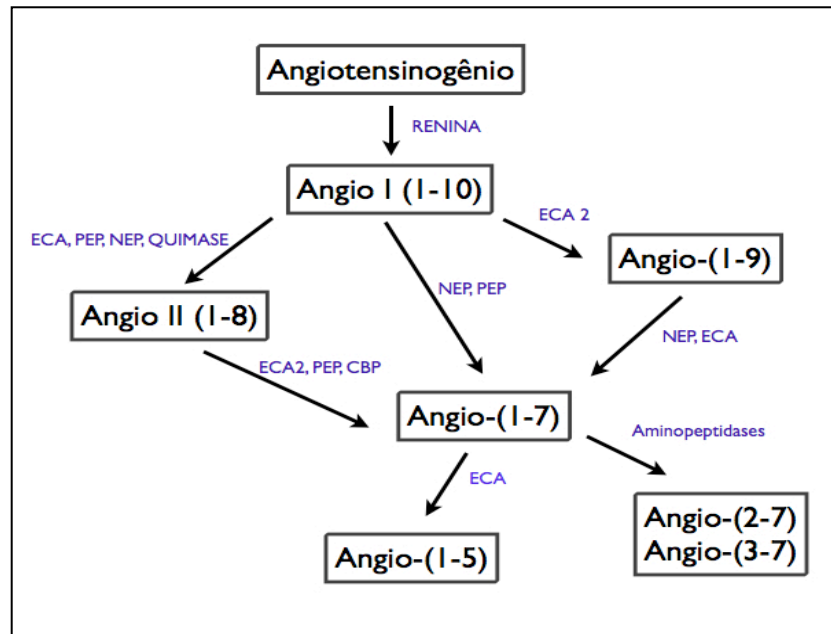 Angiotensinogênio
RENINA
Angio I (1-10)
ECA 2
ECA, PEP, NEP, QUIMASE
Angio-(1-9)
NEP, PEP
Angio II (1-8)
NEP, ECA
ECA2, PEP, CBP
Angio-(1-7)
Aminopeptidases
ECA
Angio-(2-7)
Angio-(3-7)
Angio-(1-5)